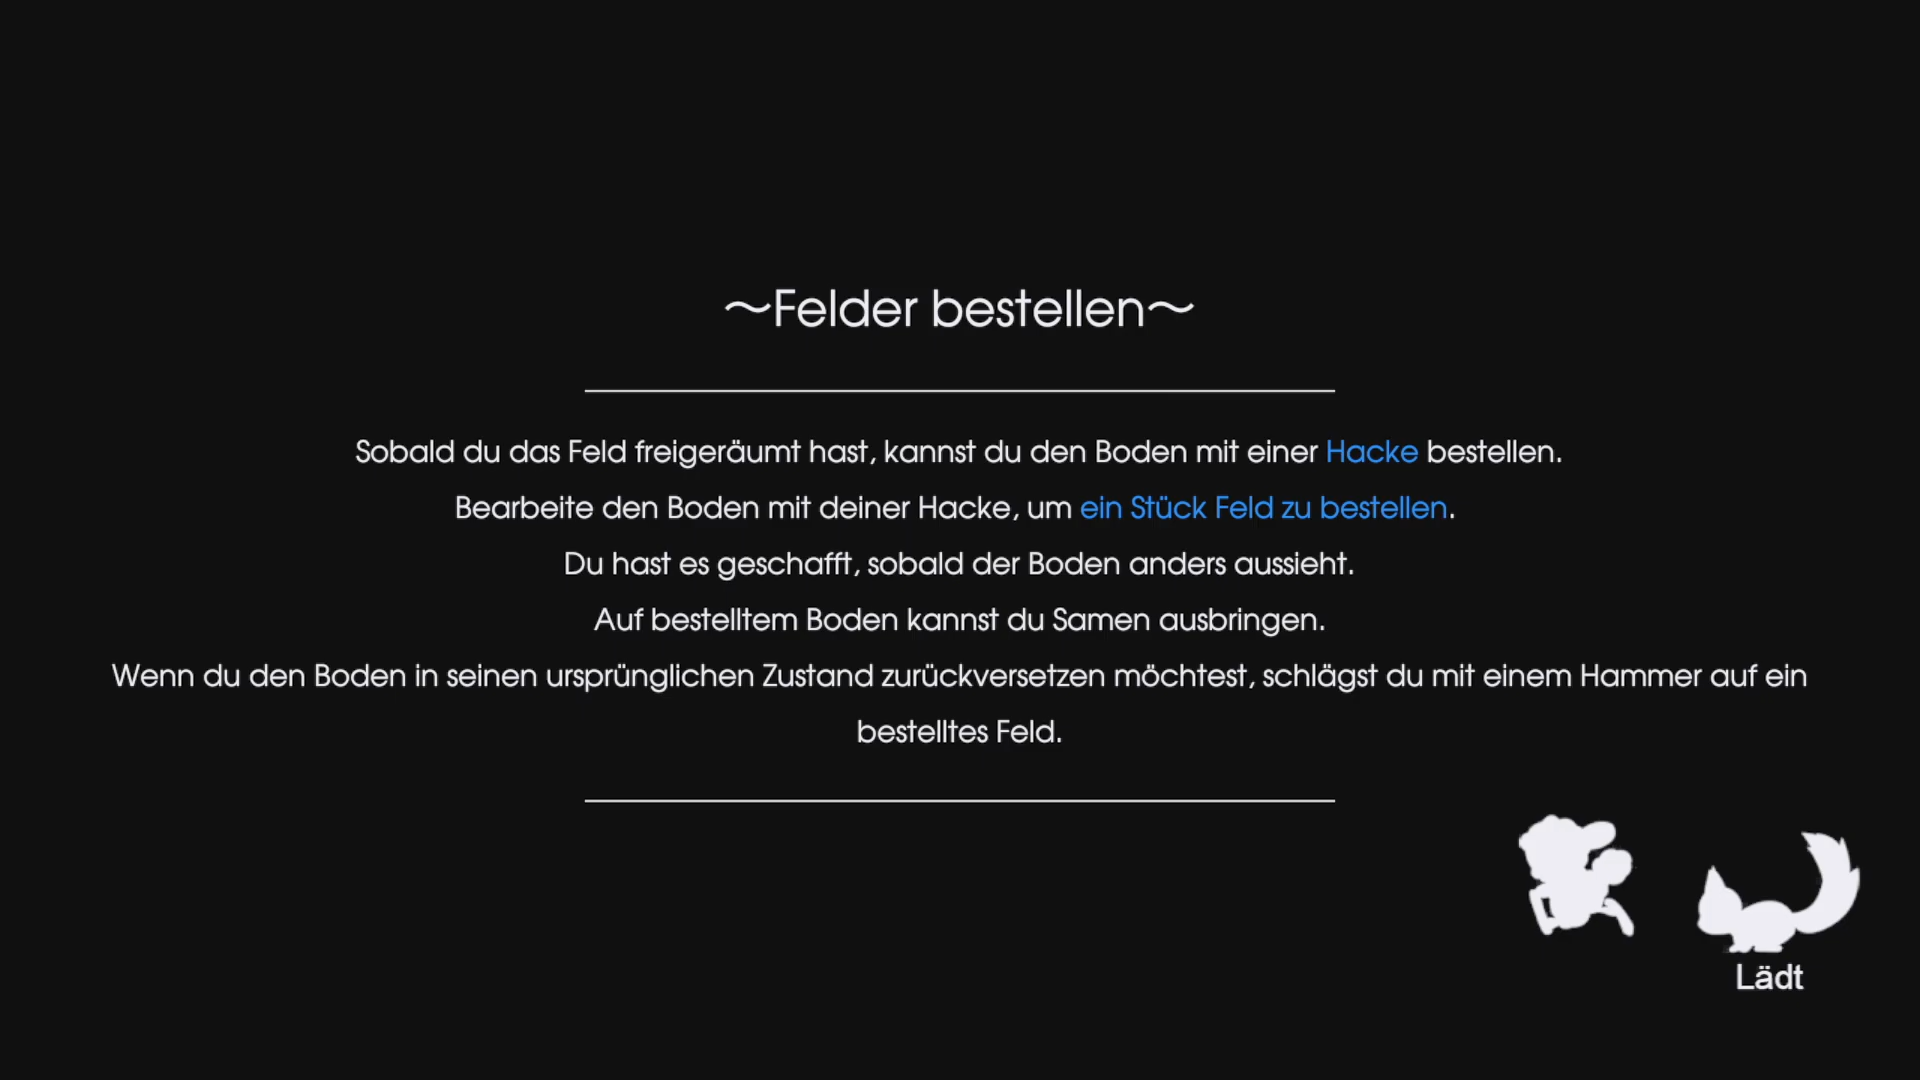 ～Felder bestellen～
Sobald du das Feld freigeräumt hast, kannst du den Boden mit einer Hacke bestellen.
Bearbeite den Boden mit deiner Hacke, um ein Stück Feld zu bestellen.
Du hast es geschafft, sobald der Boden anders aussieht.
Auf bestelltem Boden kannst du Samen ausbringen.
Wenn du den Boden in seinen ursprünglichen Zustand zurückversetzen möchtest, schlägst du mit einem Hammer auf ein
bestelltes Feld.
Lädt